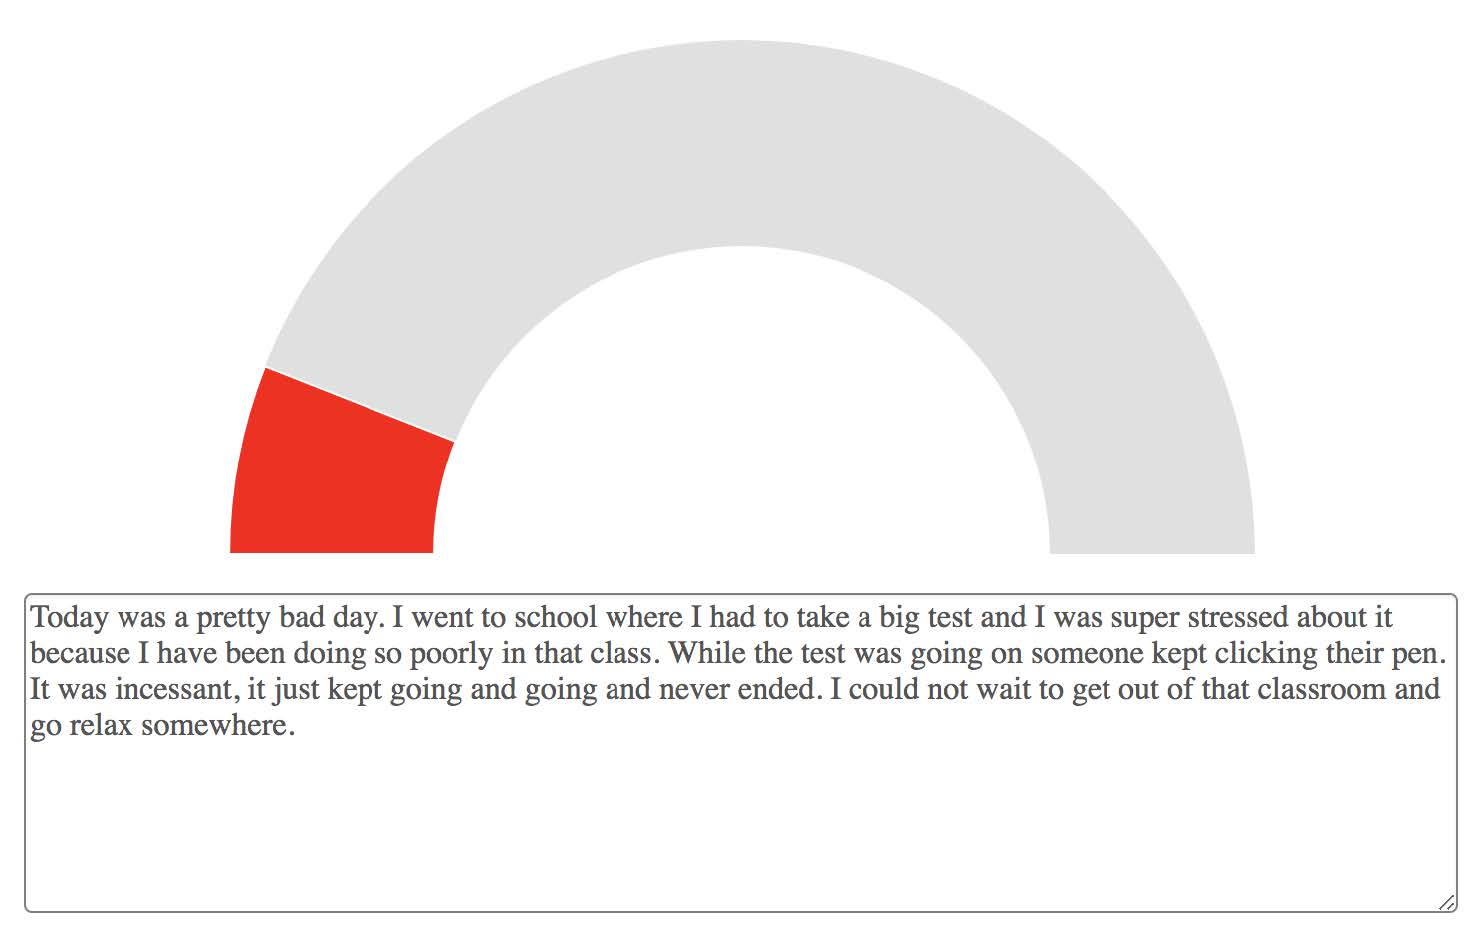 Today was a pretty bad day. I went to school where I had to take a big test and I was super stressed about it
because I have been doing so poorly in that class. While the test was going on someone kept clicking their pen.
It was incessant, it just kept going and going and never ended. I could not wait to get out of that classroom and
go relax somewhere.